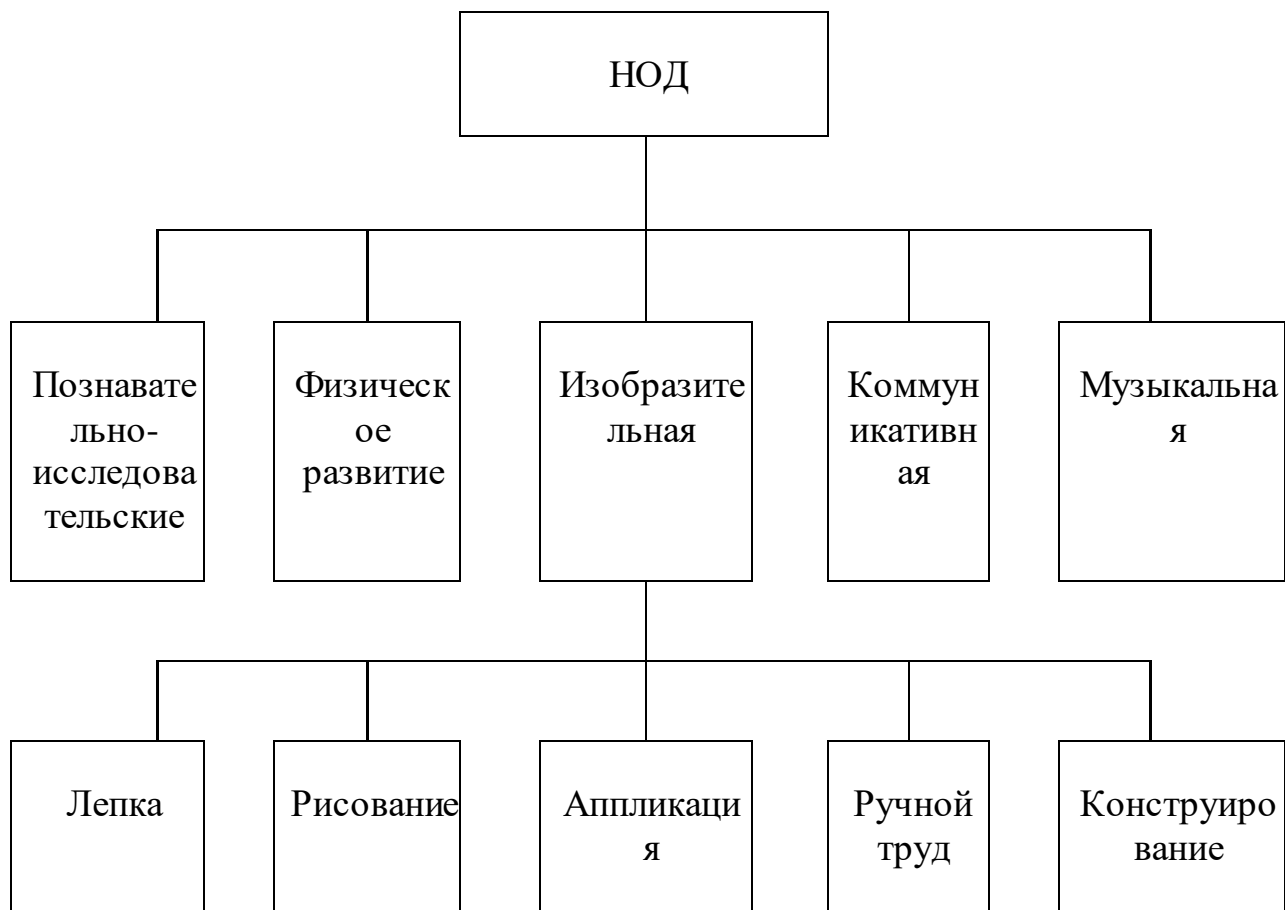 НОД
Познавате
льно-
исследова
тельские
Физическ
ое
развитие
Изобразите
льная
Коммун
икативн
ая
Музыкальна
я
Лепка
Рисование
Аппликаци
я
Ручной
труд
Конструиро
вание